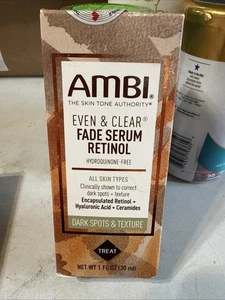 AMBI®
THE SKIN TONE AUTHORITY®
EVEN & CLEAR®
FADE SERUM
RETINOL
HYDROQUINONE-FREE
ALL SKIN TYPES
Clinically shown to correct
dark spots + texture
Encapsulated Retinol +
Hyaluronic Acid + Ceramides
DARK SPOTS & TEXTURE
TREAT
NET WT 1 FL OZ (30 ml)